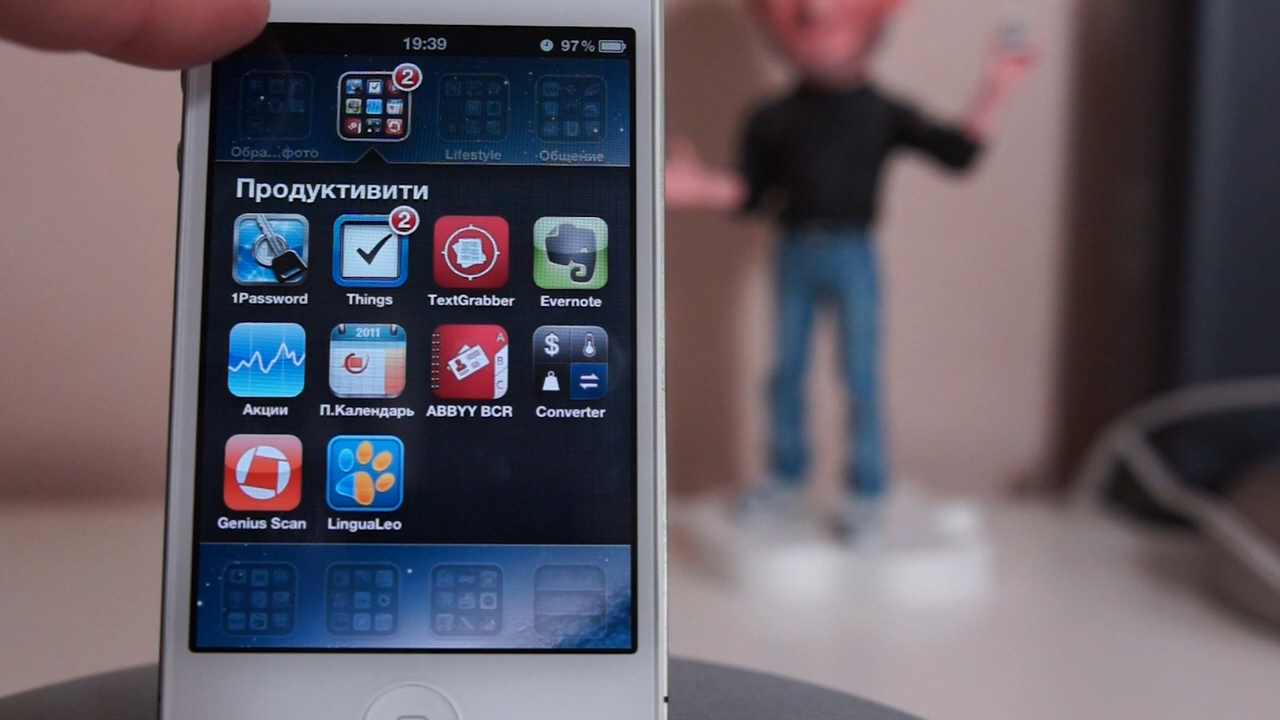 19:39 97%
2
Обра...фото Lifestyle Общение
Продуктивити
2
1Password Things TextGrabber Evernote
2011
A
$ B
C
Акции П.Календарь ABBYY BCR Converter
Genius Scan LinguaLeo